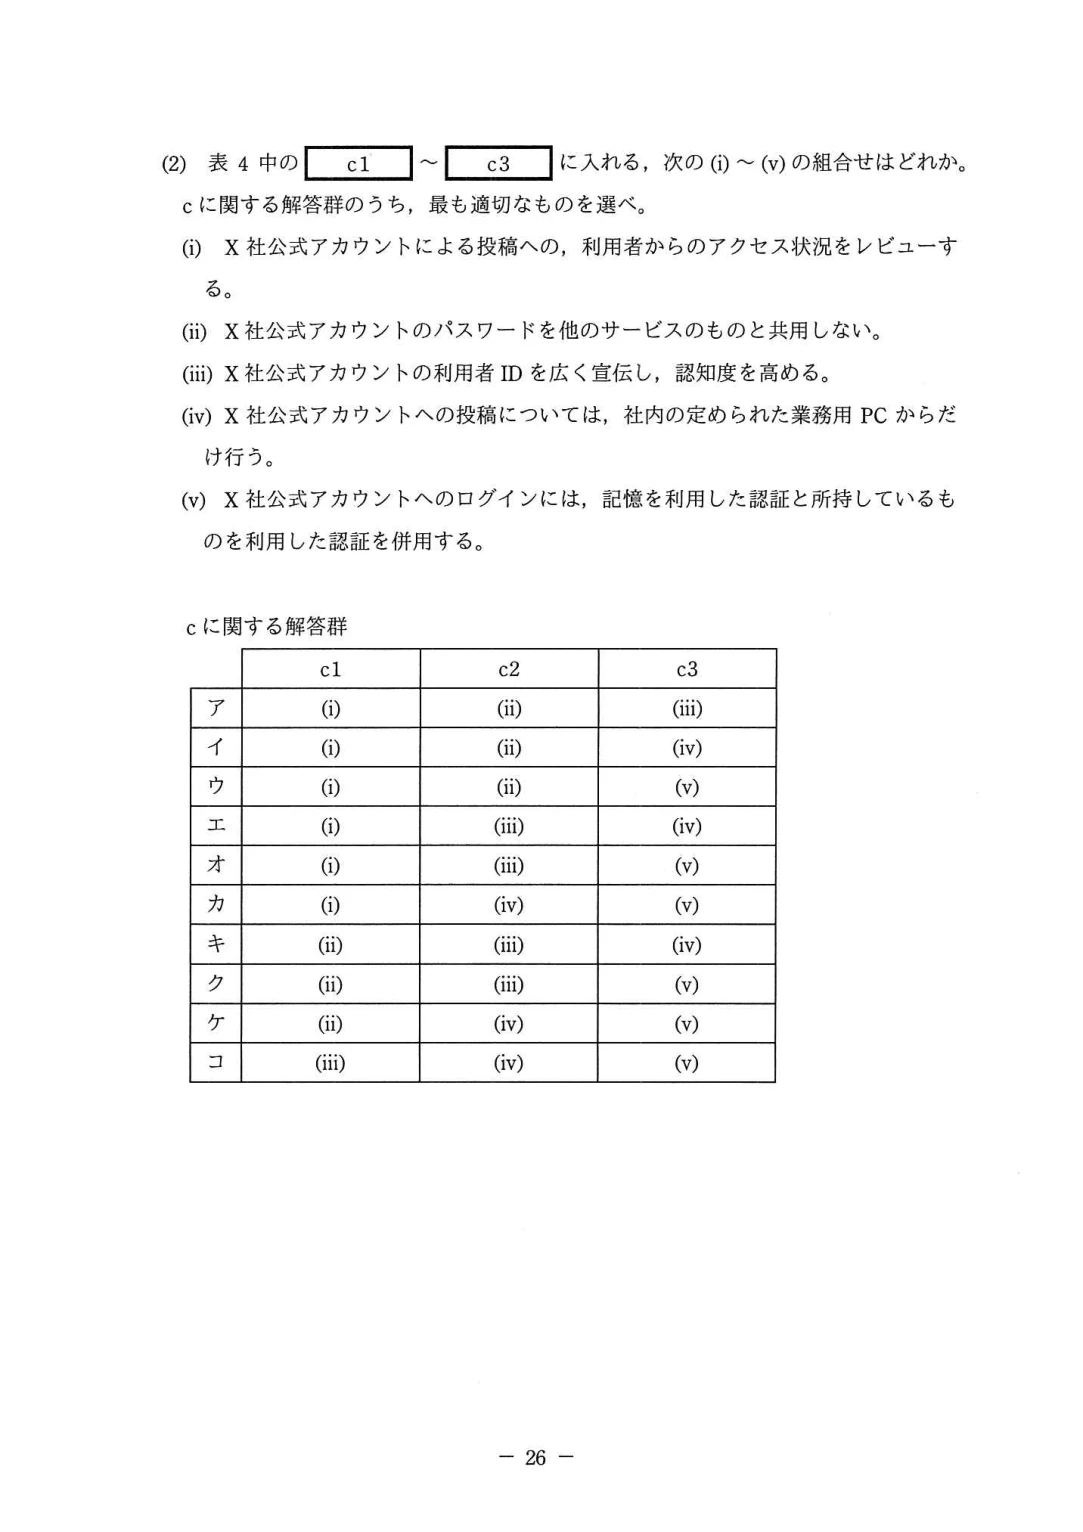 (2) 表 4 中の c1 ～ c3 に入れる，次の (i) ～ (v) の組合せはどれか。
c に関する解答群のうち，最も適切なものを選べ。
(i) X 社公式アカウントによる投稿への，利用者からのアクセス状況をレビューす
る。
(ii) X 社公式アカウントのパスワードを他のサービスのものと共用しない。
(iii) X 社公式アカウントの利用者 ID を広く宣伝し，認知度を高める。
(iv) X 社公式アカウントへの投稿については，社内の定められた業務用 PC からだ
け行う。
(v) X 社公式アカウントへのログインには，記憶を利用した認証と所持しているも
のを利用した認証を併用する。
c に関する解答群
c1 c2 c3
ア (i) (ii) (iii)
イ (i) (ii) (iv)
ウ (i) (ii) (v)
エ (i) (iii) (iv)
オ (i) (iii) (v)
カ (i) (iv) (v)
キ (ii) (iii) (iv)
ク (ii) (iii) (v)
ケ (ii) (iv) (v)
コ (iii) (iv) (v)
－ 26 －